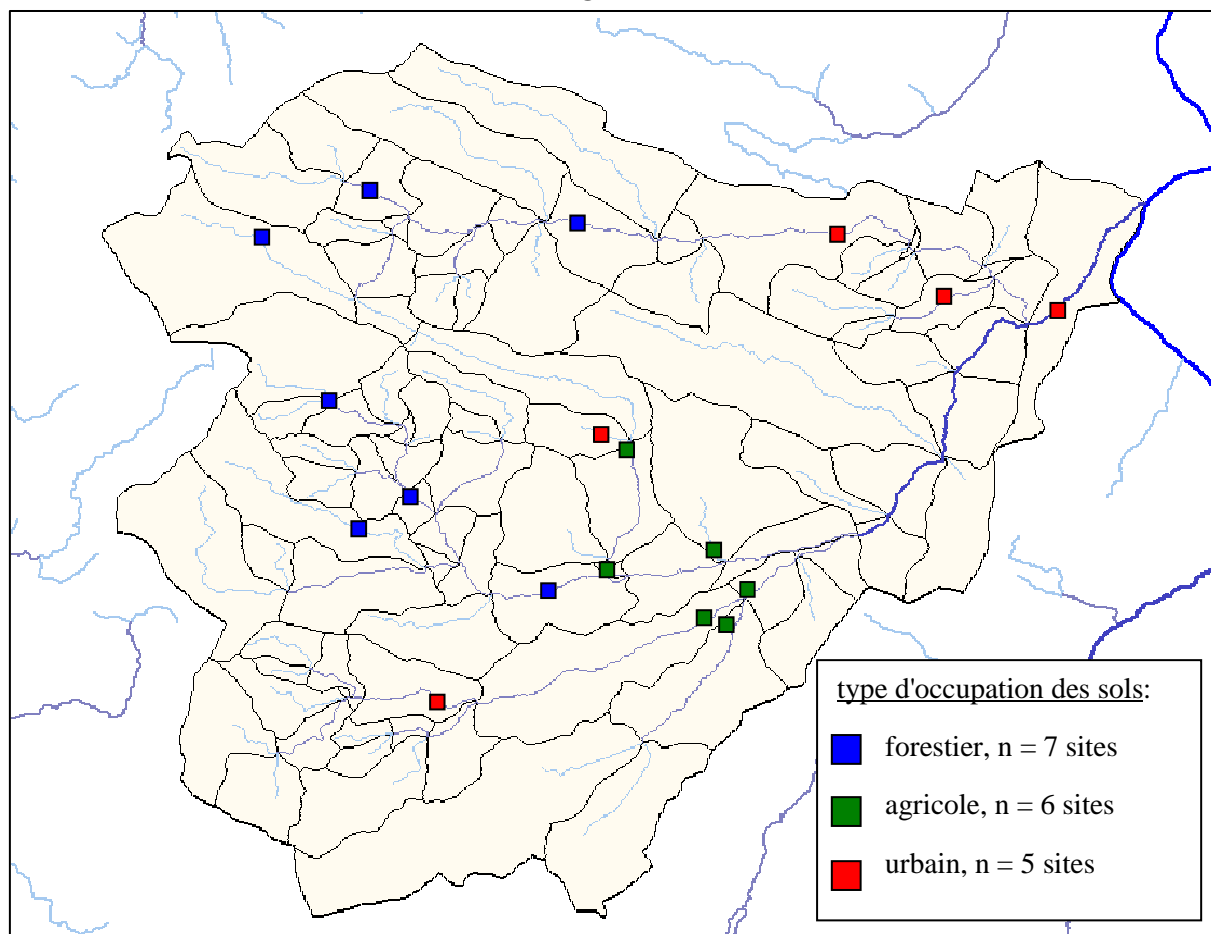 type d'occupation des sols:
forestier, n = 7 sites
agricole, n = 6 sites
urbain, n = 5 sites